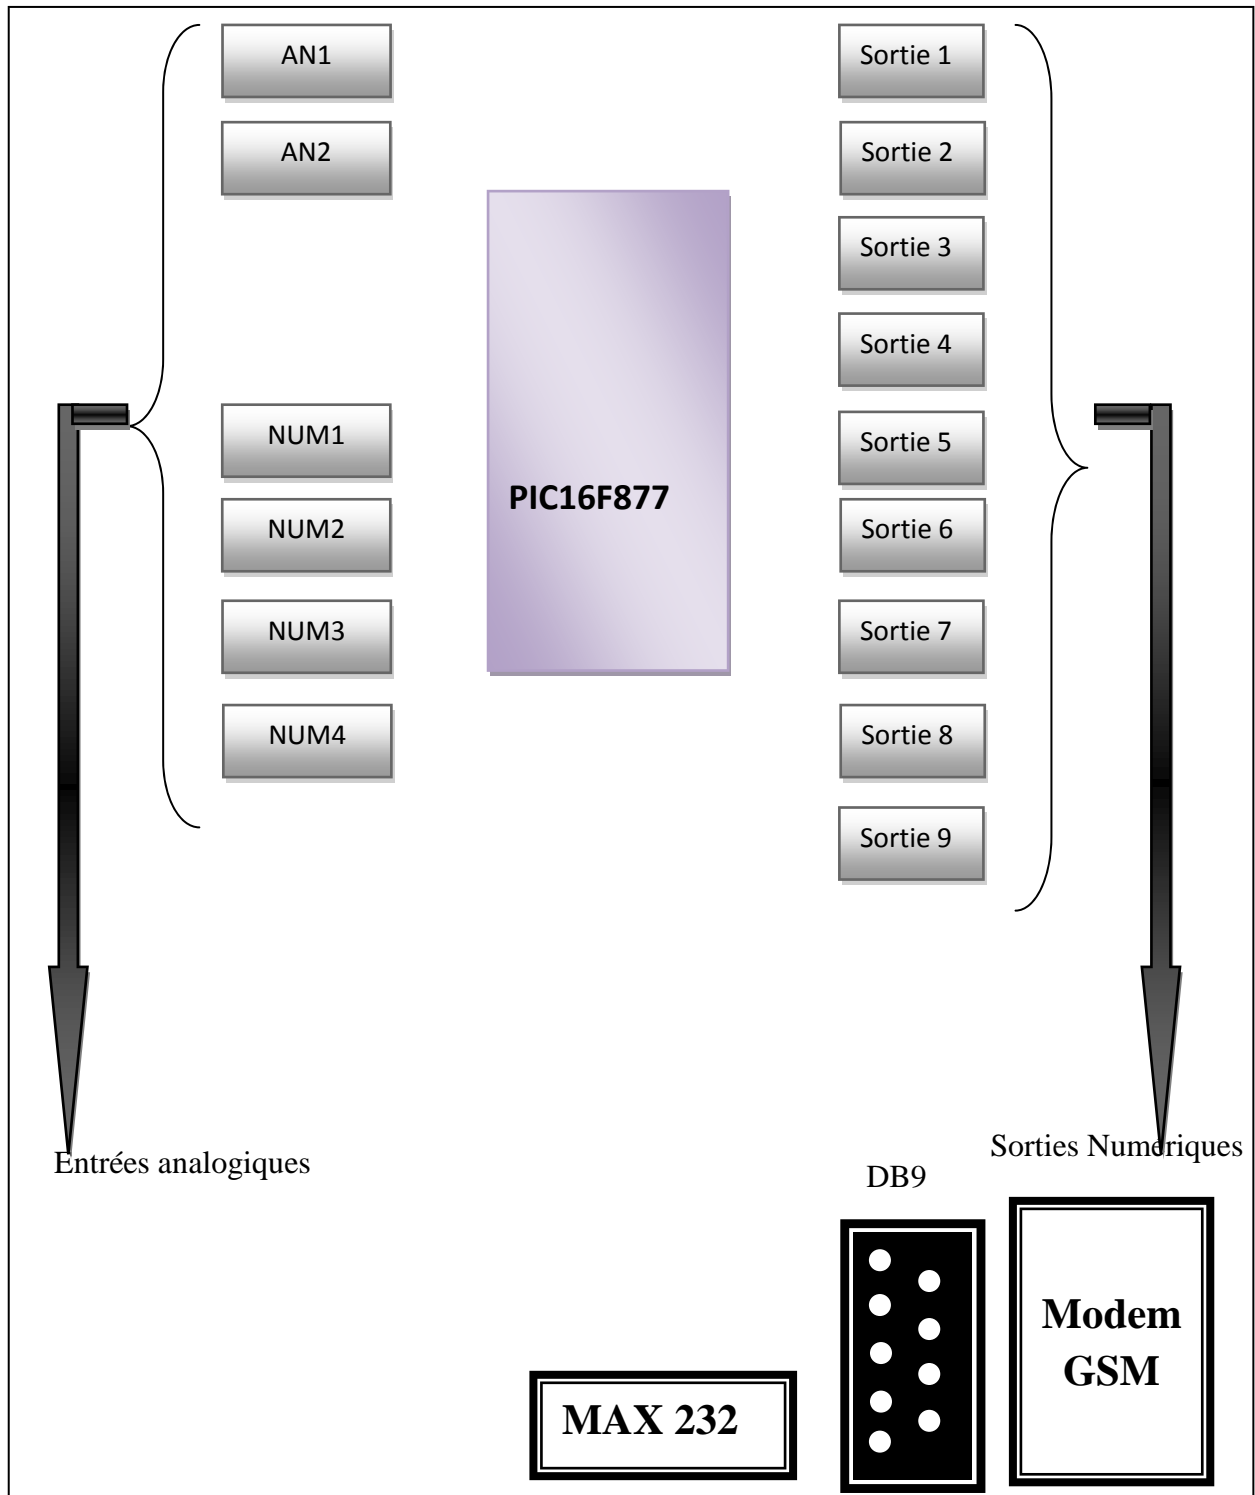 AN1
AN2
NUM1
NUM2
NUM3
NUM4
PIC16F877
Sortie 1
Sortie 2
Sortie 3
Sortie 4
Sortie 5
Sortie 6
Sortie 7
Sortie 8
Sortie 9
Entrées analogiques
Sorties Numériques
DB9
MAX 232
Modem
GSM